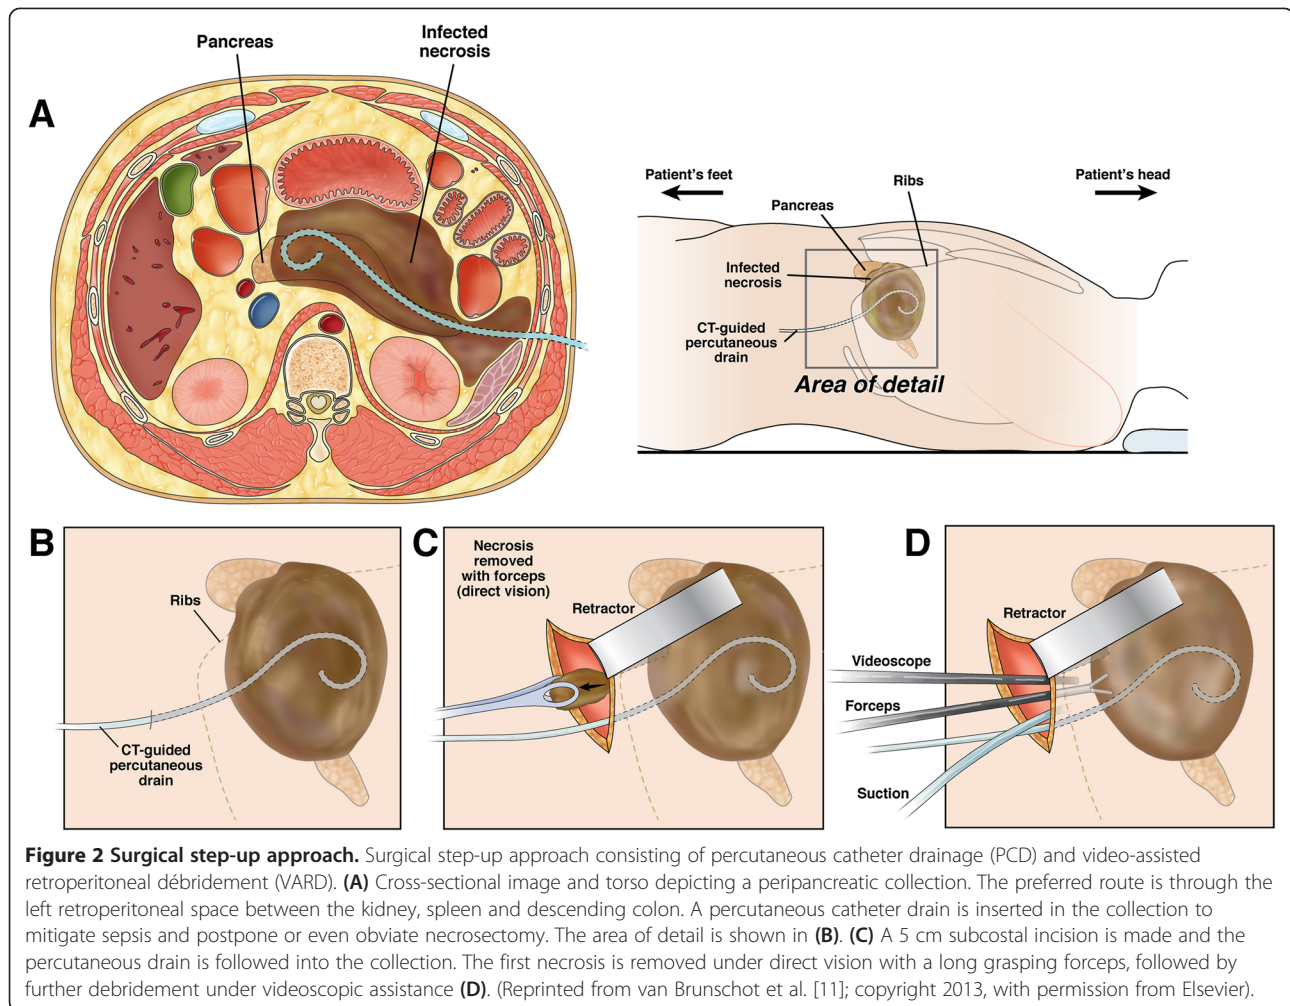 A
Pancreas
Infected
necrosis
Patient's feet
Patient's head
Ribs
Pancreas
Infected
necrosis
CT-guided
percutaneous
drain
Area of detail
B
Ribs
CT-guided
percutaneous
drain
C
Necrosis
removed
with forceps
(direct vision)
Retractor
D
Retractor
Videoscope
Forceps
Suction
Figure 2 Surgical step-up approach. Surgical step-up approach consisting of percutaneous catheter drainage (PCD) and video-assisted
retroperitoneal débridement (VARD). (A) Cross-sectional image and torso depicting a peripancreatic collection. The preferred route is through the
left retroperitoneal space between the kidney, spleen and descending colon. A percutaneous catheter drain is inserted in the collection to
mitigate sepsis and postpone or even obviate necrosectomy. The area of detail is shown in (B). (C) A 5 cm subcostal incision is made and the
percutaneous drain is followed into the collection. The first necrosis is removed under direct vision with a long grasping forceps, followed by
further debridement under videoscopic assistance (D). (Reprinted from van Brunschot et al. [11]; copyright 2013, with permission from Elsevier).